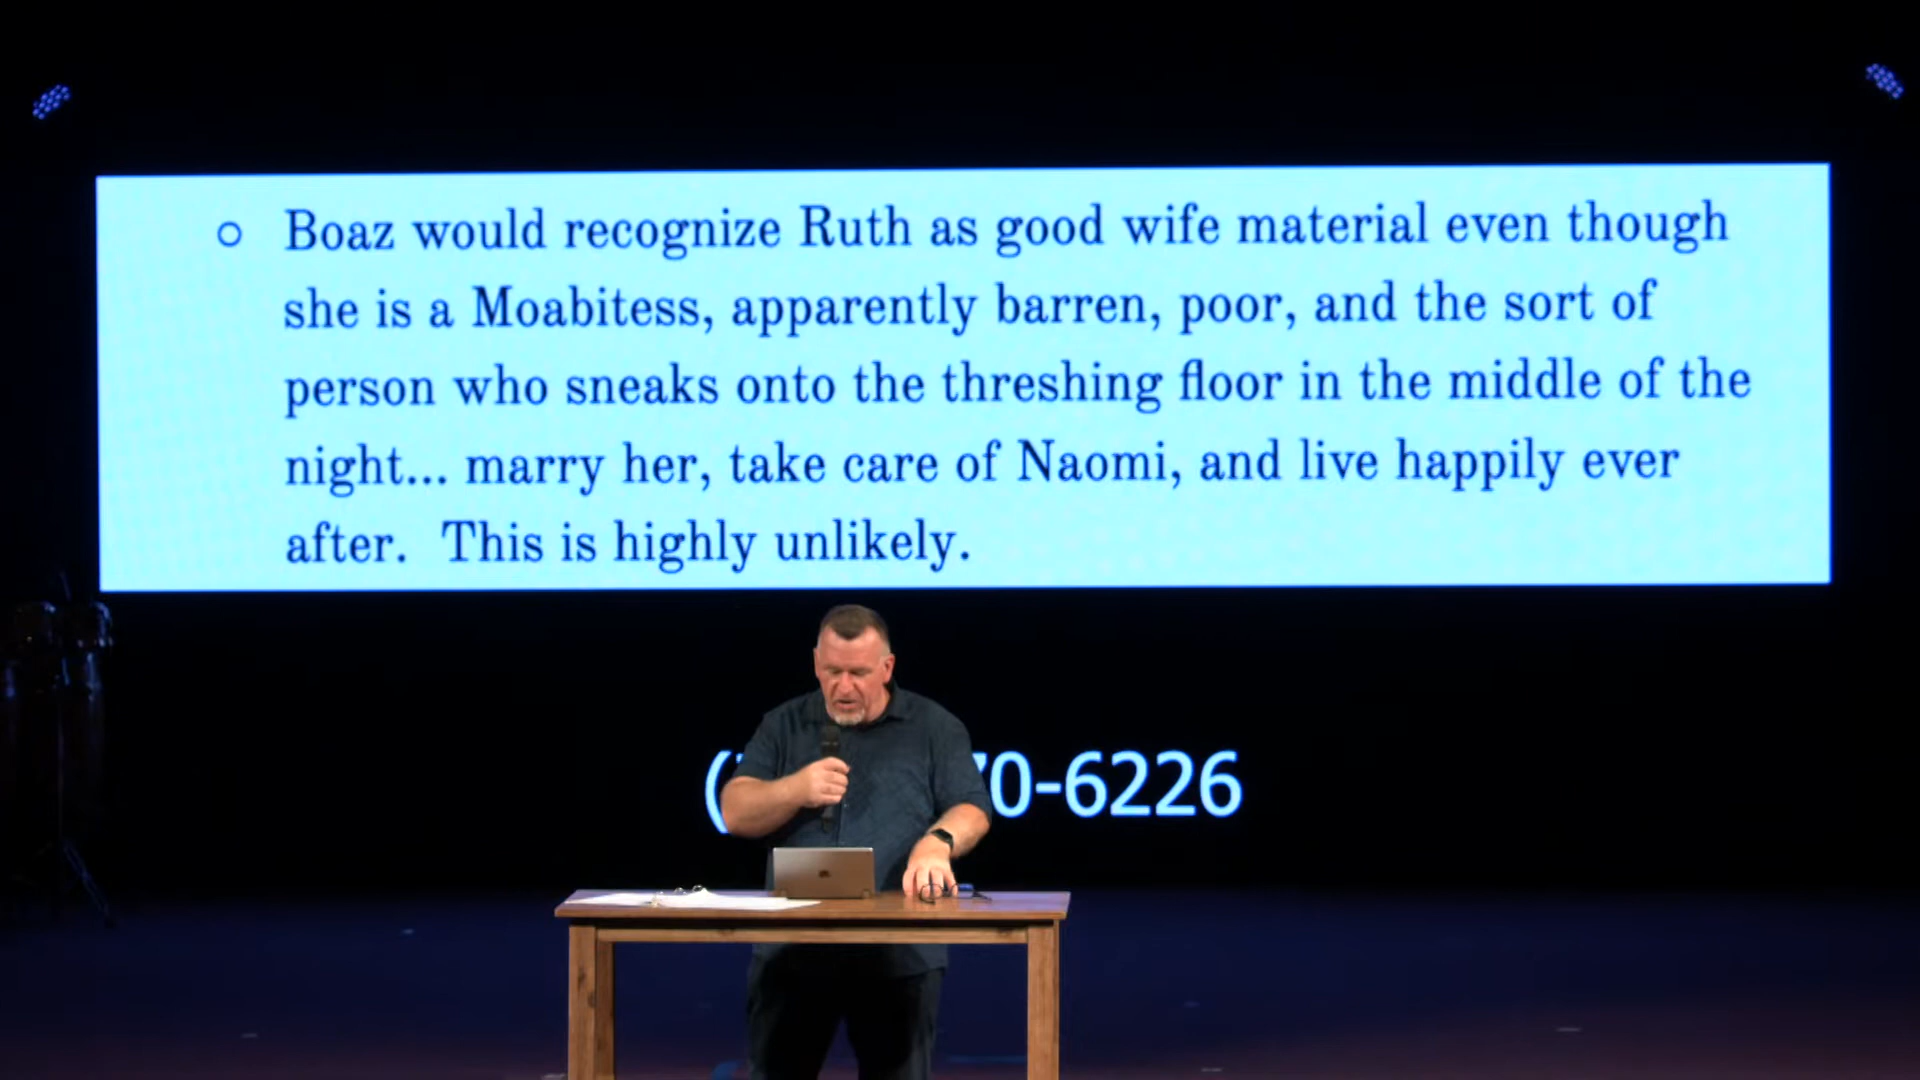 ○ Boaz would recognize Ruth as good wife material even though
she is a Moabitess, apparently barren, poor, and the sort of
person who sneaks onto the threshing floor in the middle of the
night... marry her, take care of Naomi, and live happily ever
after. This is highly unlikely.
0-6226